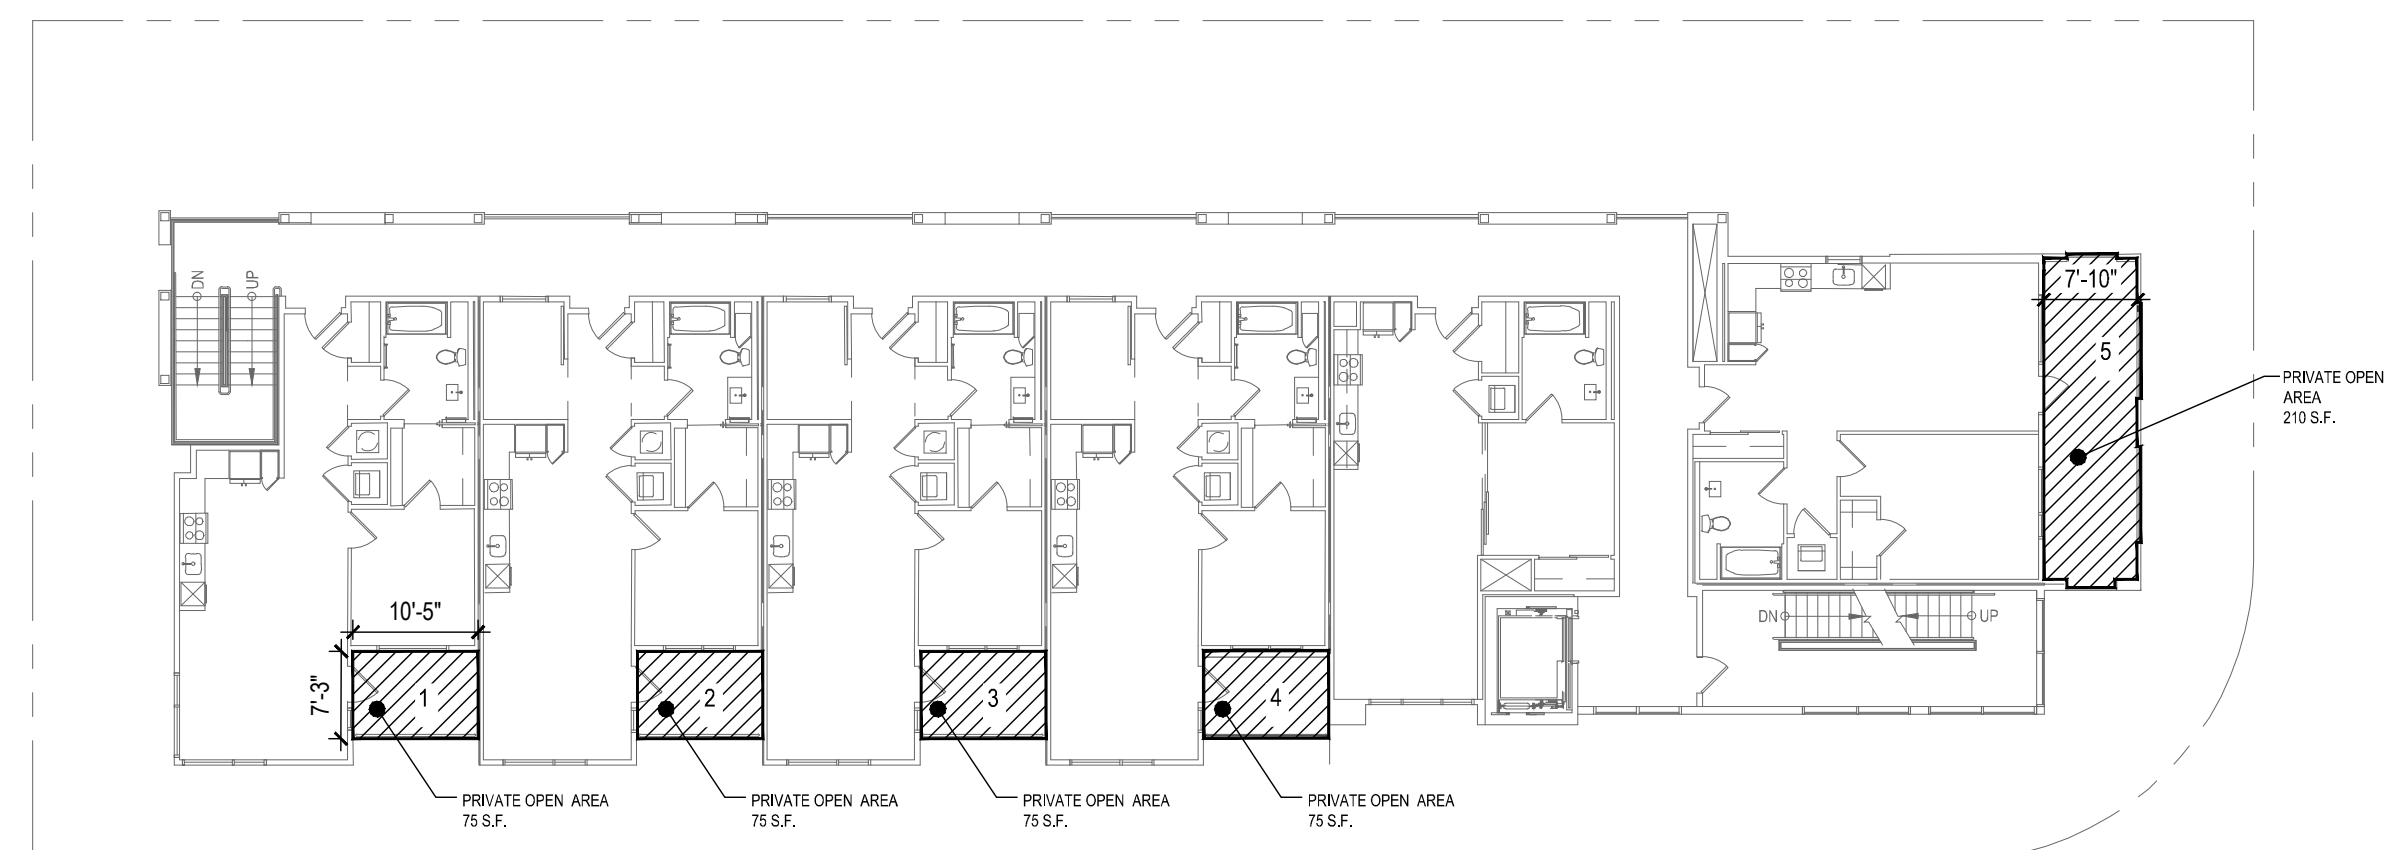 DN
UP
7'-10"
5
PRIVATE OPEN
AREA
210 S.F.
10'-5"
7'-3"
1
2
3
4
DN
UP
PRIVATE OPEN AREA
75 S.F.
PRIVATE OPEN AREA
75 S.F.
PRIVATE OPEN AREA
75 S.F.
PRIVATE OPEN AREA
75 S.F.